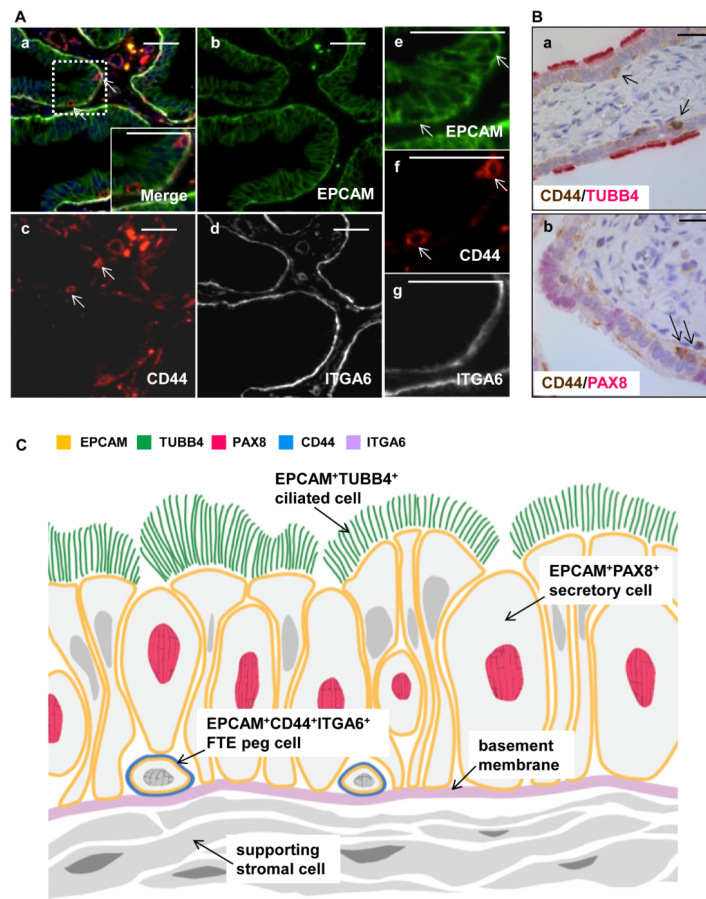 A
a
Merge
b
EPCAM
c
CD44
d
ITGA6
e
EPCAM
f
CD44
g
ITGA6
B
a
CD44/TUBB4
b
CD44/PAX8
C
EPCAM TUBB4 PAX8 CD44 ITGA6
EPCAM⁺TUBB4⁺
ciliated cell
EPCAM⁺PAX8⁺
secretory cell
EPCAM⁺CD44⁺ITGA6⁺
FTE peg cell
basement
membrane
supporting
stromal cell